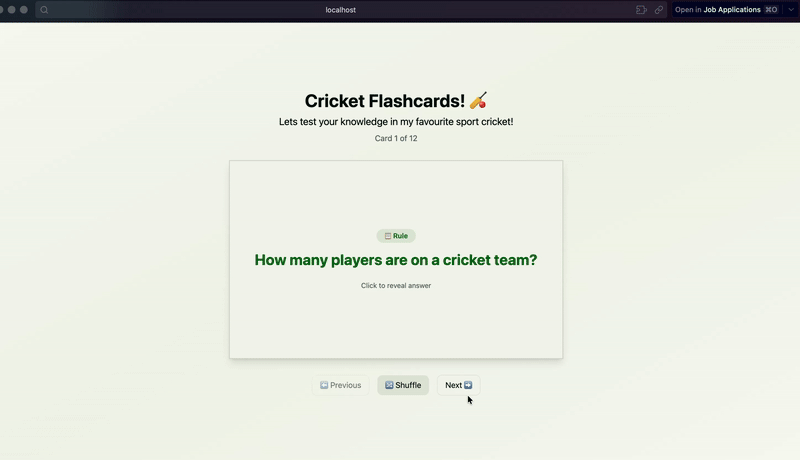 localhost
Open in Job Applications ⌘O
Cricket Flashcards! 🏏
Lets test your knowledge in my favourite sport cricket!
Card 1 of 12
📋 Rule
How many players are on a cricket team?
Click to reveal answer
⬅️ Previous 🔀 Shuffle Next ➡️